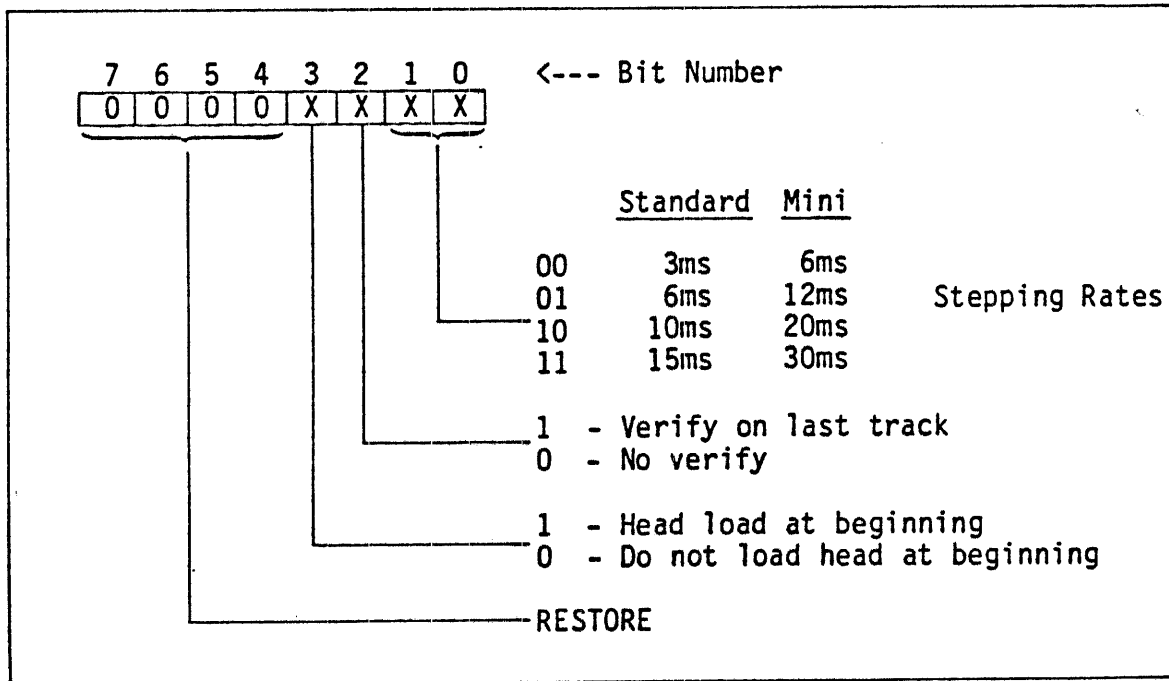 7 6 5 4 3 2 1 0 <--- Bit Number
0 0 0 0 X X X X
Standard Mini
00 3ms 6ms
01 6ms 12ms Stepping Rates
10 10ms 20ms
11 15ms 30ms
1 - Verify on last track
0 - No verify
1 - Head load at beginning
0 - Do not load head at beginning
RESTORE